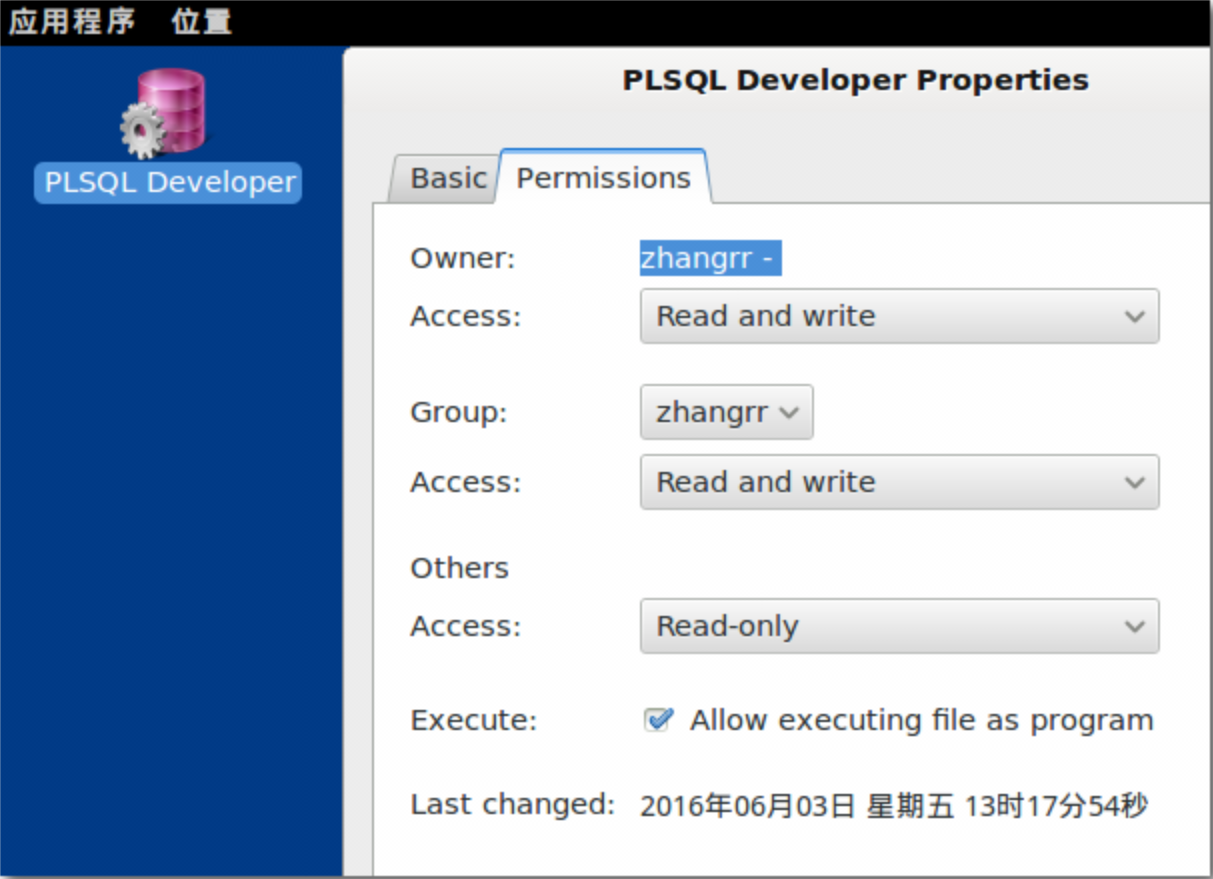 应用程序 位置
PLSQL Developer
PLSQL Developer Properties
Basic Permissions
Owner: zhangrr -
Access: Read and write
Group: zhangrr
Access: Read and write
Others
Access: Read-only
Execute: Allow executing file as program
Last changed: 2016年06月03日 星期五 13时17分54秒